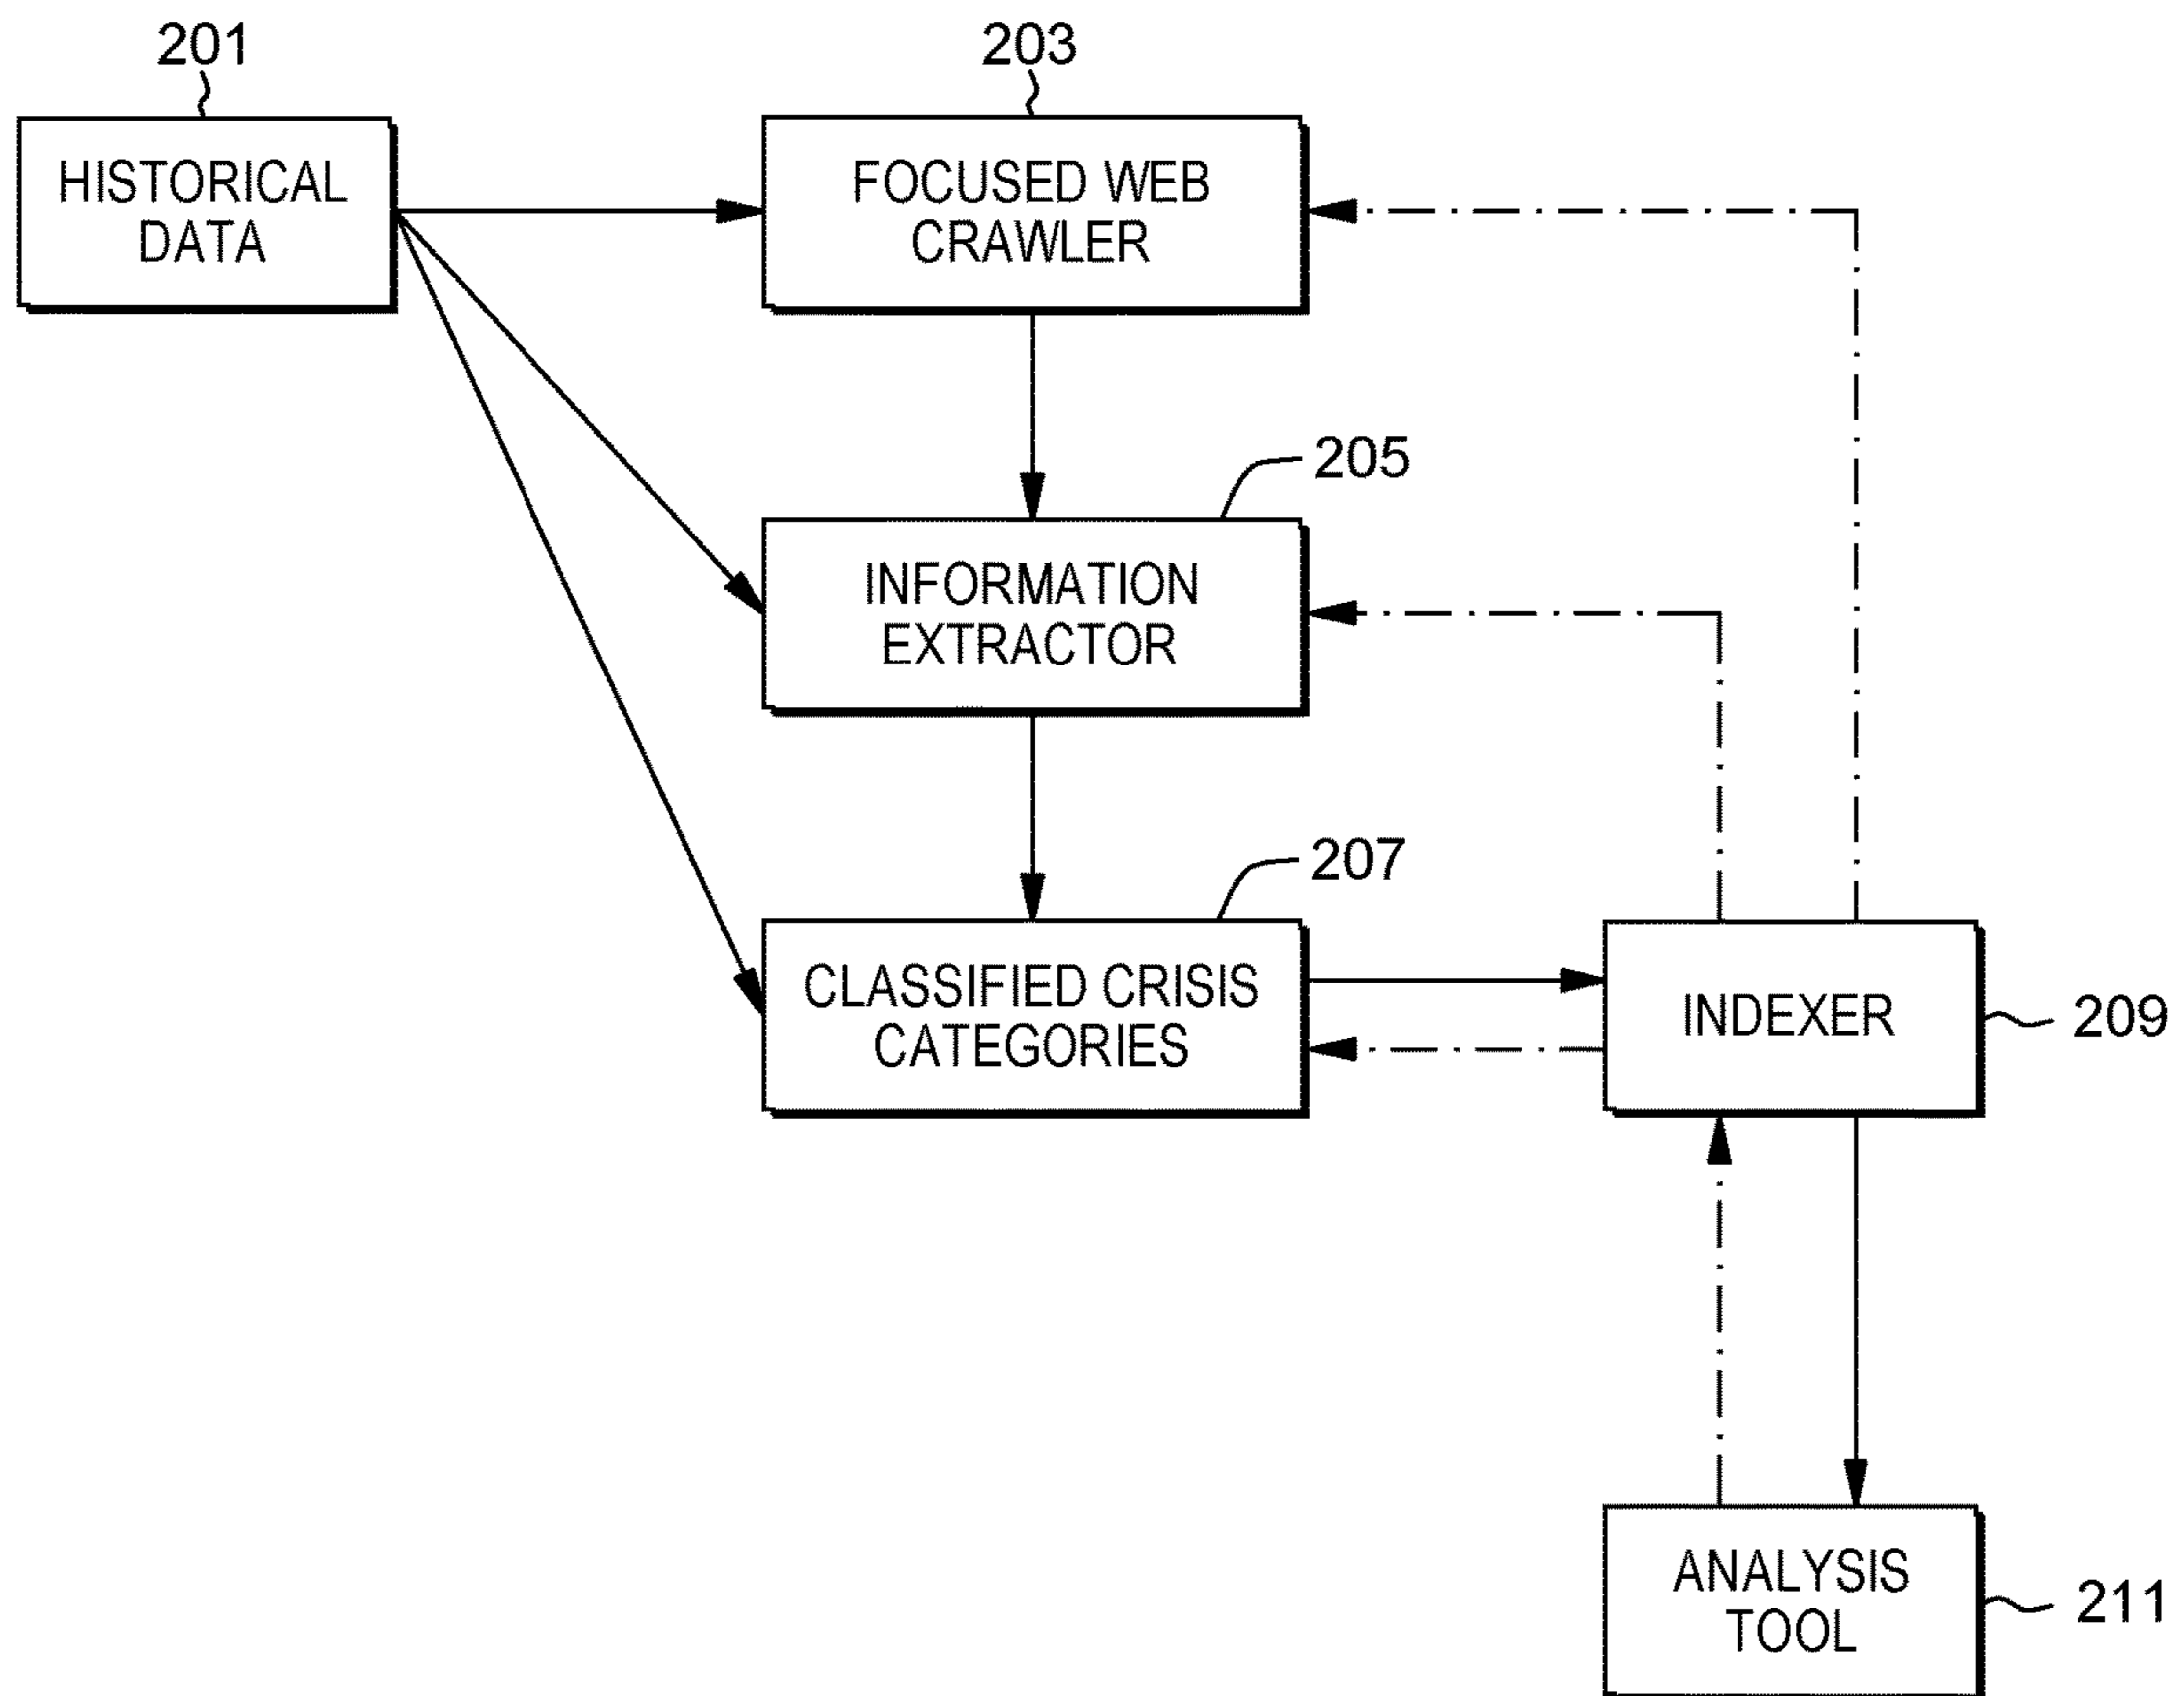 201
203
HISTORICAL
DATA
FOCUSED WEB
CRAWLER
205
INFORMATION
EXTRACTOR
207
CLASSIFIED CRISIS
CATEGORIES
INDEXER
209
ANALYSIS
TOOL
211